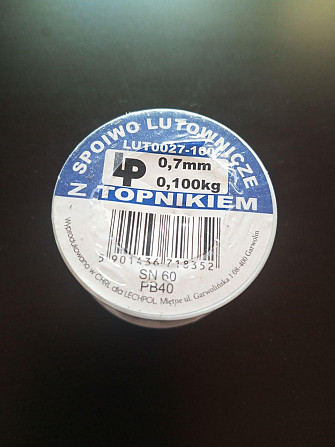 SPOIWO LUTOWNICZE
LUT0027-100
LP
0,7mm
0,100kg
Z TOPNIKIEM
5 901436 718352
SN 60
PB40
Wyprodukowano w CHRL dla LECHPOL. Miętne ul. Garwolińska 1 08-400 Garwolin